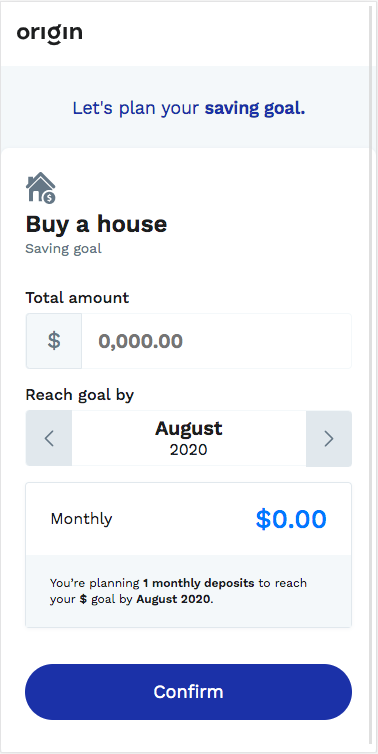 origin
Let's plan your saving goal.
Buy a house
Saving goal
Total amount
$ 0,000.00
Reach goal by
August
2020
Monthly $0.00
You’re planning 1 monthly deposits to reach
your $ goal by August 2020.
Confirm